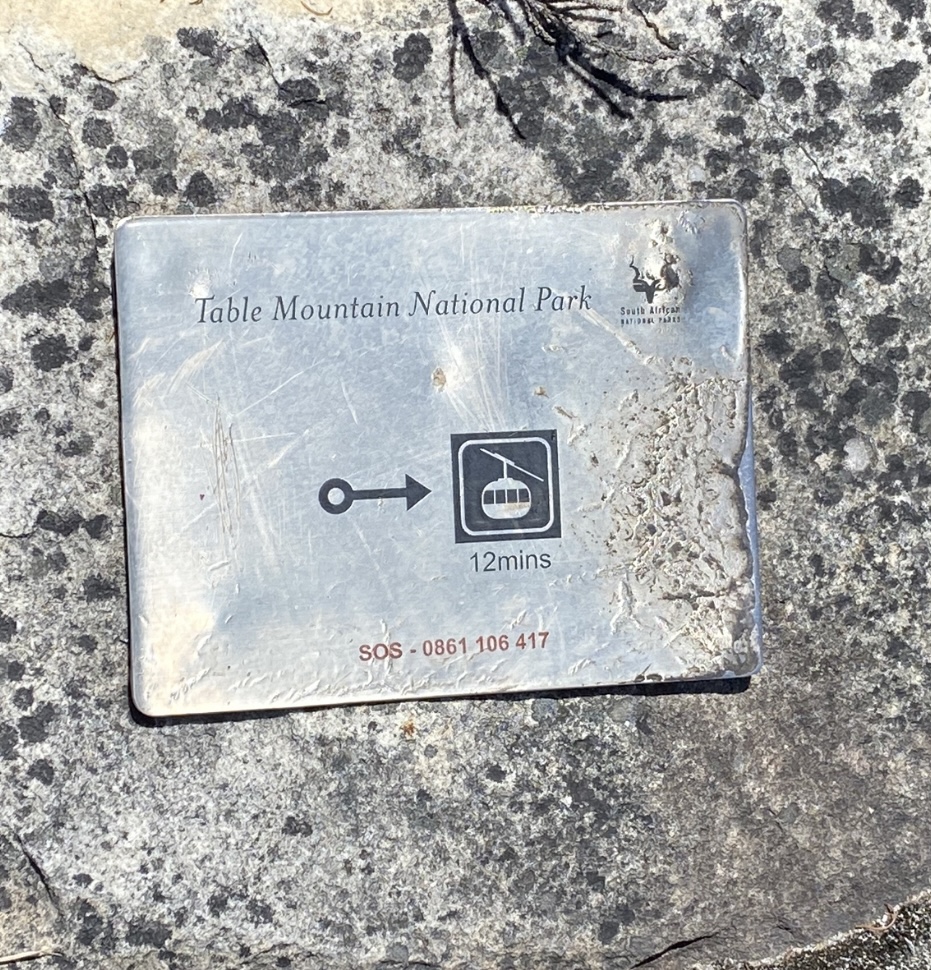 Table Mountain National Park
South African
NATIONAL PARKS
12mins
SOS - 0861 106 417